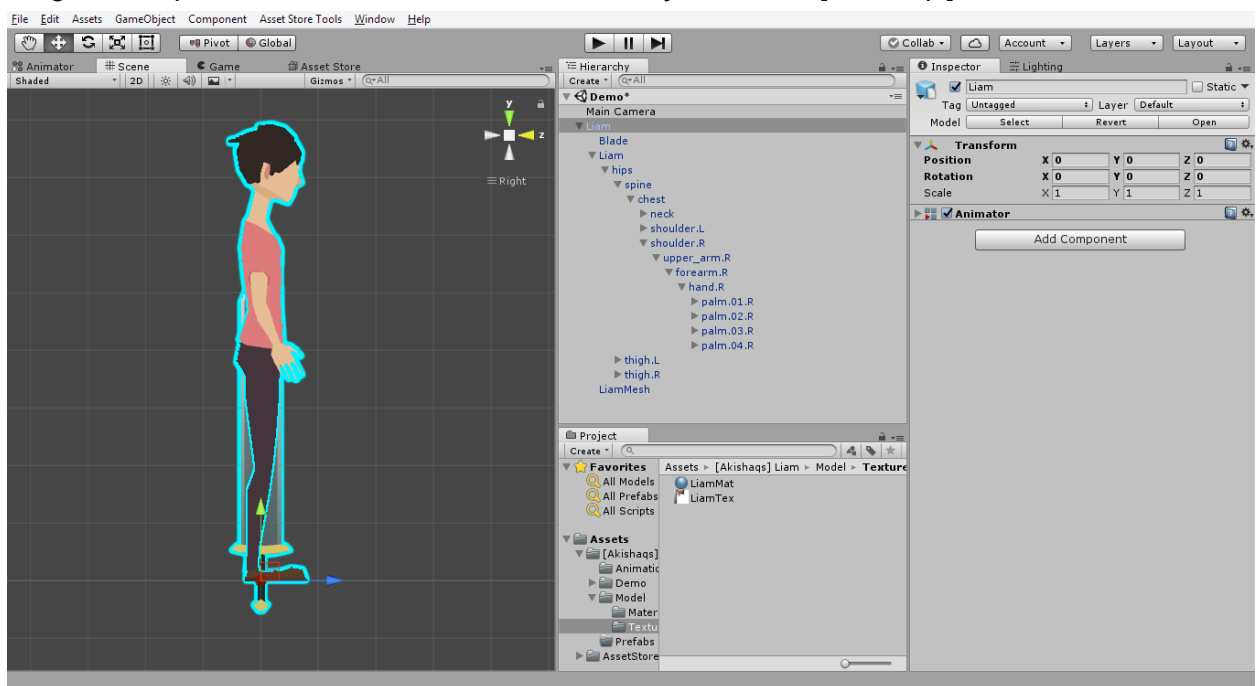 File Edit Assets GameObject Component Asset Store Tools Window Help
Pivot Global Collab Account Layers Layout
Animator Scene Game Asset Store
Shaded 2D Gizmos All
y
z
Right
Hierarchy
Create All
Demo*
Main Camera
Liam
Blade
Liam
hips
spine
chest
neck
shoulder.L
shoulder.R
upper_arm.R
forearm.R
hand.R
palm.01.R
palm.02.R
palm.03.R
palm.04.R
thigh.L
thigh.R
LiamMesh
Project
Create
Favorites
All Models
All Prefabs
All Scripts
Assets
[Akishaqs]
Animatic
Demo
Model
Mater
Textu
Prefabs
AssetStore
Assets [Akishaqs] Liam Model Texture
LiamMat
LiamTex
Inspector Lighting
Liam Static
Tag Untagged Layer Default
Model Select Revert Open
Transform
Position X 0 Y 0 Z 0
Rotation X 0 Y 0 Z 0
Scale X 1 Y 1 Z 1
Animator
Add Component